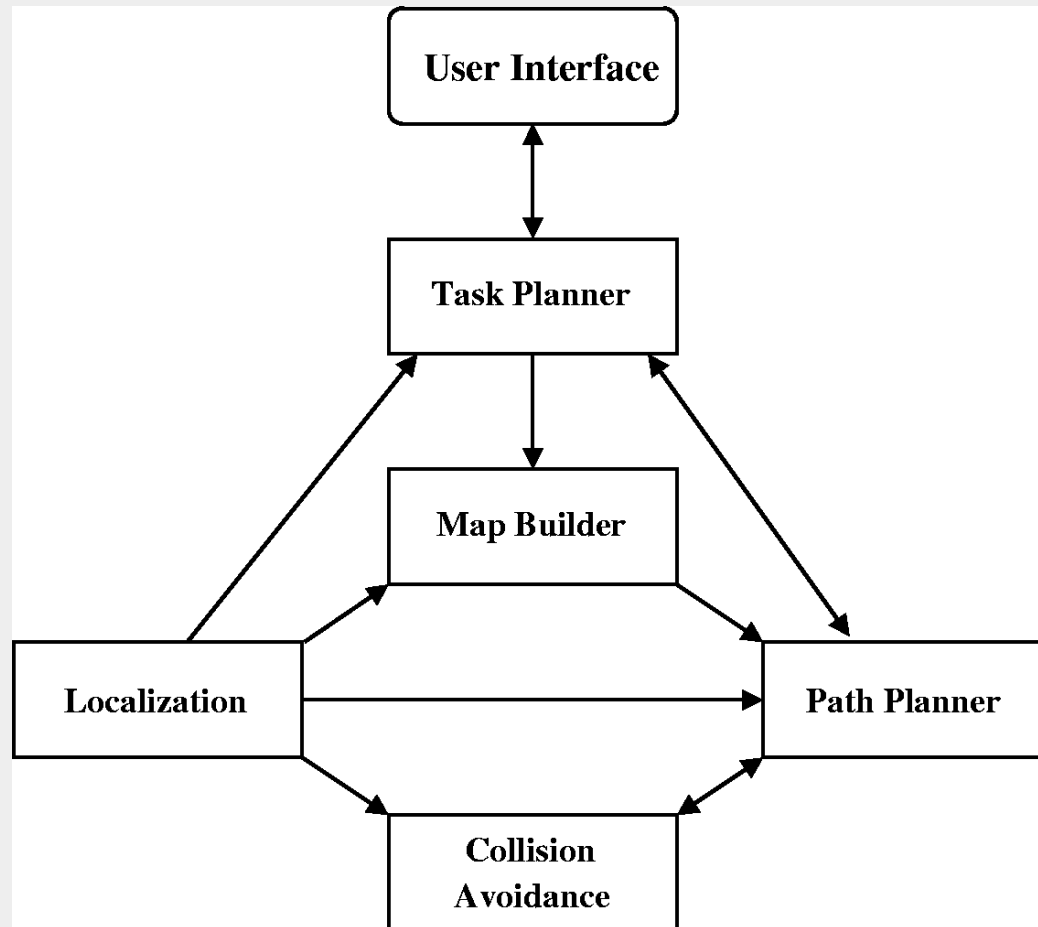 User Interface
Task Planner
Map Builder
Localization
Path Planner
Collision
Avoidance